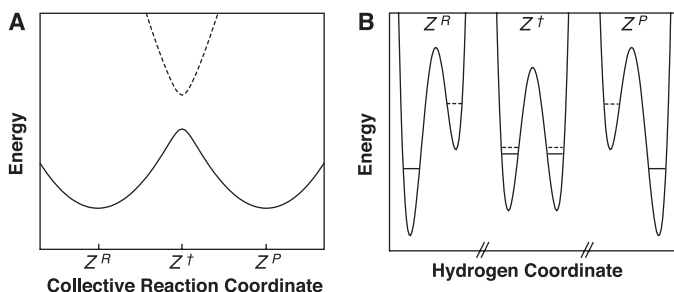 A
Energy
Z^R Z^† Z^P
Collective Reaction Coordinate
B
Z^R Z^† Z^P
Energy
Hydrogen Coordinate